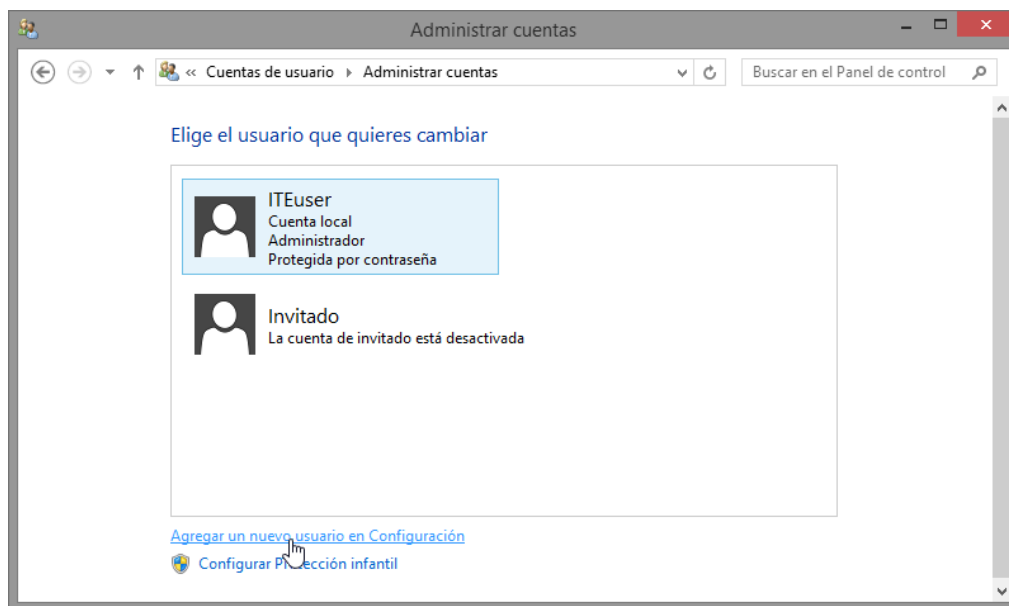 Administrar cuentas
« Cuentas de usuario Administrar cuentas
Buscar en el Panel de control
Elige el usuario que quieres cambiar
ITEuser
Cuenta local
Administrador
Protegida por contraseña
Invitado
La cuenta de invitado está desactivada
Agregar un nuevo usuario en Configuración
Configurar Protección infantil